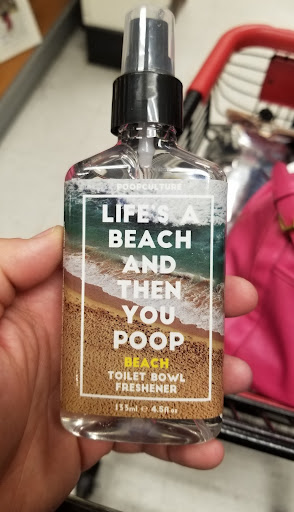 POOPCULTURE
LIFE'S A
BEACH
AND
THEN
YOU
POOP
BEACH
TOILET BOWL
FRESHENER
135ml ℮ 4.5fl oz